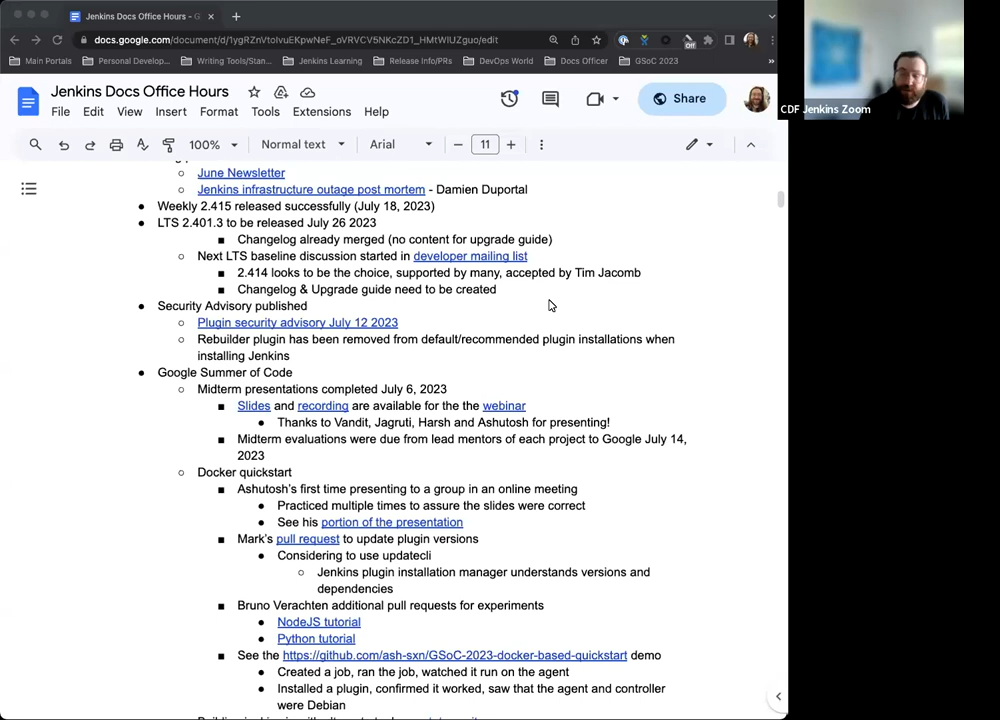 Jenkins Docs Office Hours - G
docs.google.com/document/d/1ygRZnVtoIvuEKpwNeF_oVRVCV5NKcZD1_HMtWlUZguo/edit
Off
Main Portals
Personal Develop...
Writing Tools/Stan...
Jenkins Learning
Release Info/PRs
DevOps World
Docs Officer
GSoC 2023
»
CDF Jenkins Zoom
Jenkins Docs Office Hours
File Edit View Insert Format Tools Extensions Help
Share
100% Normal text Arial – 11 +
June Newsletter
Jenkins infrastructure outage post mortem - Damien Duportal
Weekly 2.415 released successfully (July 18, 2023)
LTS 2.401.3 to be released July 26 2023
Changelog already merged (no content for upgrade guide)
Next LTS baseline discussion started in developer mailing list
2.414 looks to be the choice, supported by many, accepted by Tim Jacomb
Changelog & Upgrade guide need to be created
Security Advisory published
Plugin security advisory July 12 2023
Rebuilder plugin has been removed from default/recommended plugin installations when
installing Jenkins
Google Summer of Code
Midterm presentations completed July 6, 2023
Slides and recording are available for the the webinar
Thanks to Vandit, Jagruti, Harsh and Ashutosh for presenting!
Midterm evaluations were due from lead mentors of each project to Google July 14,
2023
Docker quickstart
Ashutosh's first time presenting to a group in an online meeting
Practiced multiple times to assure the slides were correct
See his portion of the presentation
Mark's pull request to update plugin versions
Considering to use updatecli
Jenkins plugin installation manager understands versions and
dependencies
Bruno Verachten additional pull requests for experiments
NodeJS tutorial
Python tutorial
See the https://github.com/ash-sxn/GSoC-2023-docker-based-quickstart demo
Created a job, ran the job, watched it run on the agent
Installed a plugin, confirmed it worked, saw that the agent and controller
were Debian